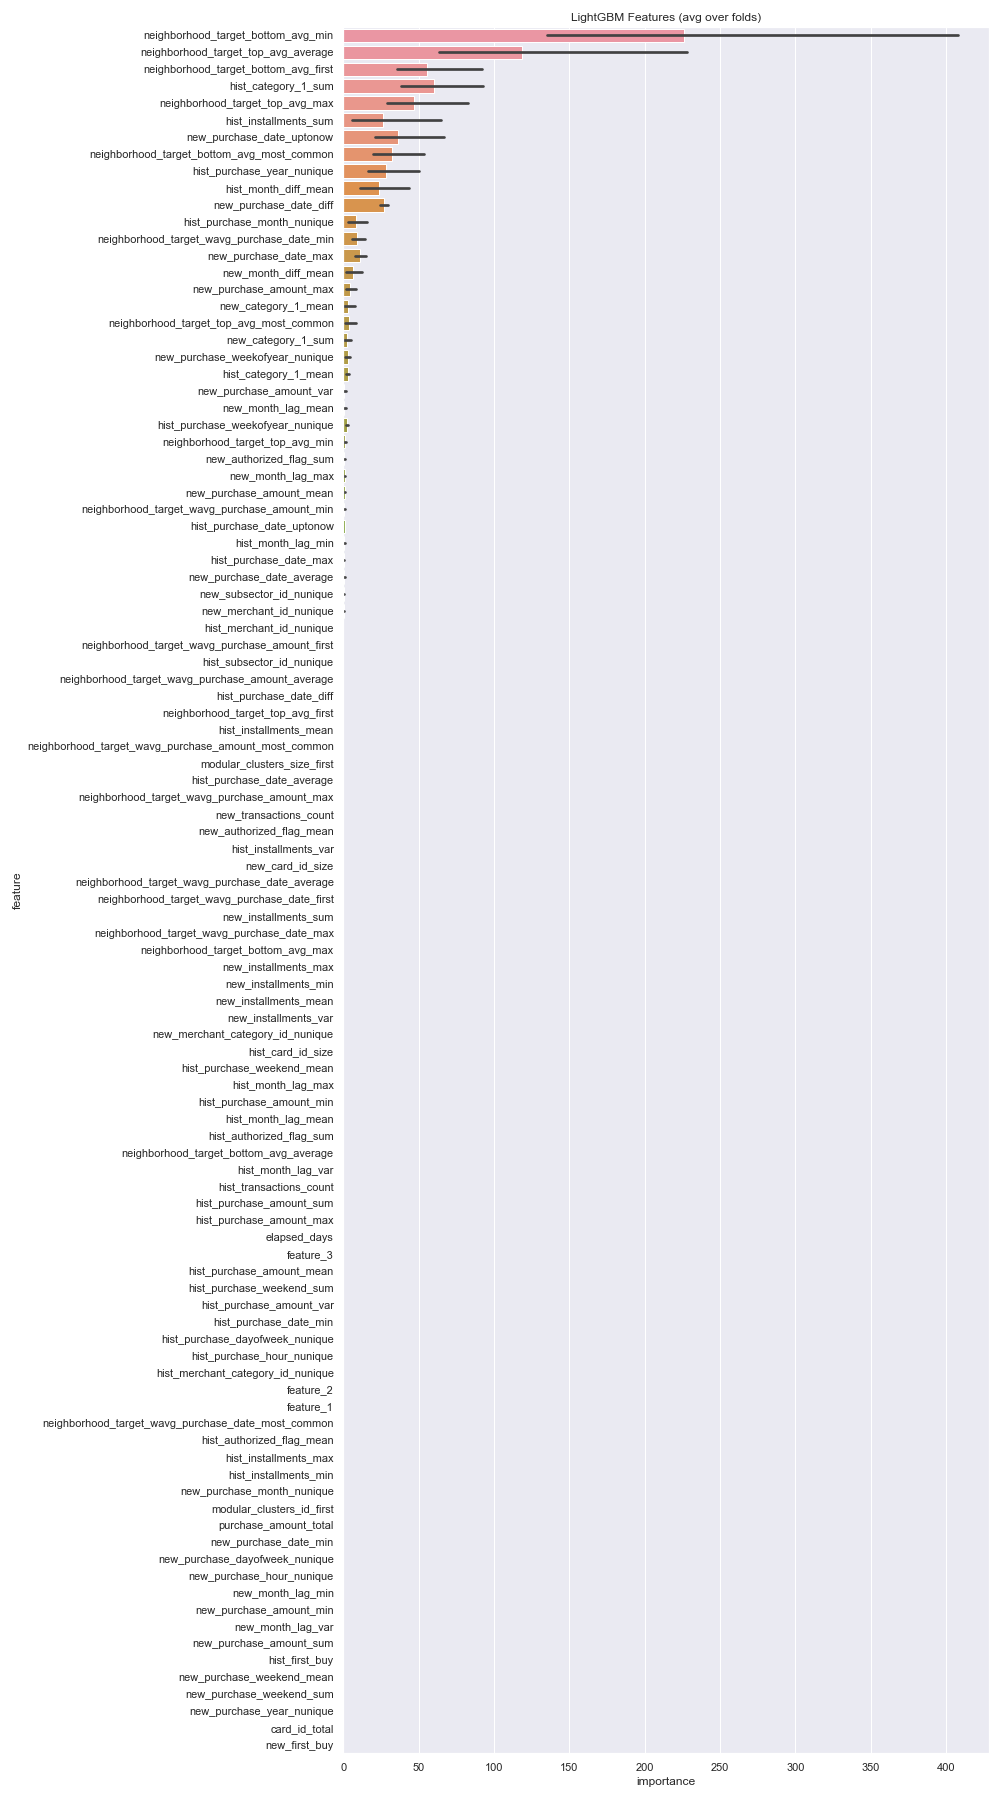 LightGBM Features (avg over folds)
neighborhood_target_bottom_avg_min
neighborhood_target_top_avg_average
neighborhood_target_bottom_avg_first
hist_category_1_sum
neighborhood_target_top_avg_max
hist_installments_sum
new_purchase_date_uptonow
neighborhood_target_bottom_avg_most_common
hist_purchase_year_nunique
hist_month_diff_mean
new_purchase_date_diff
hist_purchase_month_nunique
neighborhood_target_wavg_purchase_date_min
new_purchase_date_max
new_month_diff_mean
new_purchase_amount_max
new_category_1_mean
neighborhood_target_top_avg_most_common
new_category_1_sum
new_purchase_weekofyear_nunique
hist_category_1_mean
new_purchase_amount_var
new_month_lag_mean
hist_purchase_weekofyear_nunique
neighborhood_target_top_avg_min
new_authorized_flag_sum
new_month_lag_max
new_purchase_amount_mean
neighborhood_target_wavg_purchase_amount_min
hist_purchase_date_uptonow
hist_month_lag_min
hist_purchase_date_max
new_purchase_date_average
new_subsector_id_nunique
new_merchant_id_nunique
hist_merchant_id_nunique
neighborhood_target_wavg_purchase_amount_first
hist_subsector_id_nunique
neighborhood_target_wavg_purchase_amount_average
hist_purchase_date_diff
neighborhood_target_top_avg_first
hist_installments_mean
neighborhood_target_wavg_purchase_amount_most_common
modular_clusters_size_first
hist_purchase_date_average
neighborhood_target_wavg_purchase_amount_max
new_transactions_count
new_authorized_flag_mean
hist_installments_var
new_card_id_size
neighborhood_target_wavg_purchase_date_average
neighborhood_target_wavg_purchase_date_first
new_installments_sum
neighborhood_target_wavg_purchase_date_max
neighborhood_target_bottom_avg_max
new_installments_max
new_installments_min
new_installments_mean
new_installments_var
new_merchant_category_id_nunique
hist_card_id_size
hist_purchase_weekend_mean
hist_month_lag_max
hist_purchase_amount_min
hist_month_lag_mean
hist_authorized_flag_sum
neighborhood_target_bottom_avg_average
hist_month_lag_var
hist_transactions_count
hist_purchase_amount_sum
hist_purchase_amount_max
elapsed_days
feature_3
hist_purchase_amount_mean
hist_purchase_weekend_sum
hist_purchase_amount_var
hist_purchase_date_min
hist_purchase_dayofweek_nunique
hist_purchase_hour_nunique
hist_merchant_category_id_nunique
feature_2
feature_1
neighborhood_target_wavg_purchase_date_most_common
hist_authorized_flag_mean
hist_installments_max
hist_installments_min
new_purchase_month_nunique
modular_clusters_id_first
purchase_amount_total
new_purchase_date_min
new_purchase_dayofweek_nunique
new_purchase_hour_nunique
new_month_lag_min
new_purchase_amount_min
new_month_lag_var
new_purchase_amount_sum
hist_first_buy
new_purchase_weekend_mean
new_purchase_weekend_sum
new_purchase_year_nunique
card_id_total
new_first_buy
feature
0 50 100 150 200 250 300 350 400
importance